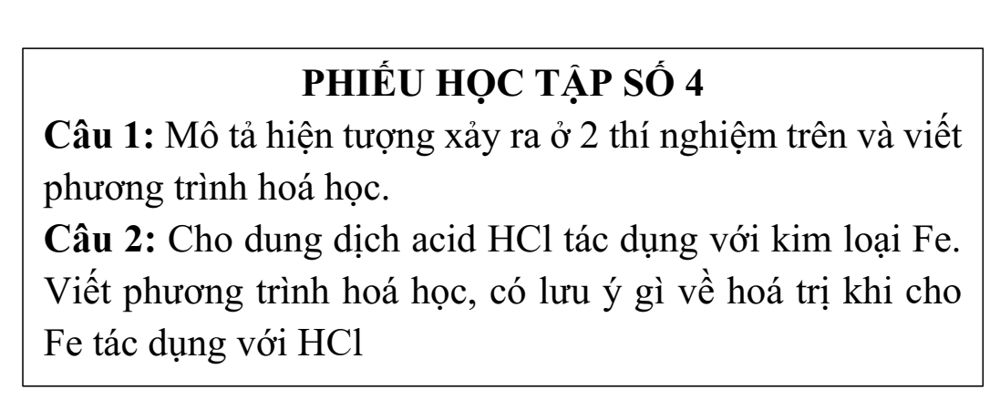 PHIẾU HỌC TẬP SỐ 4
Câu 1: Mô tả hiện tượng xảy ra ở 2 thí nghiệm trên và viết
phương trình hoá học.
Câu 2: Cho dung dịch acid HCl tác dụng với kim loại Fe.
Viết phương trình hoá học, có lưu ý gì về hoá trị khi cho
Fe tác dụng với HCl